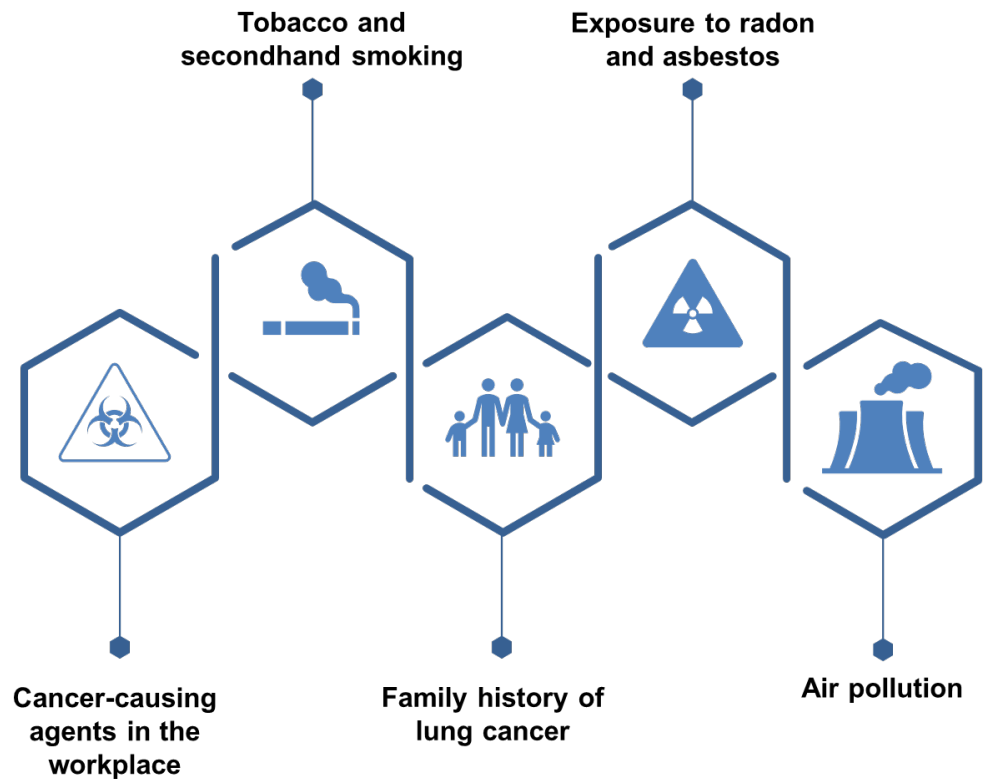 Tobacco and
secondhand smoking
Exposure to radon
and asbestos
Cancer-causing
agents in the
workplace
Family history of
lung cancer
Air pollution